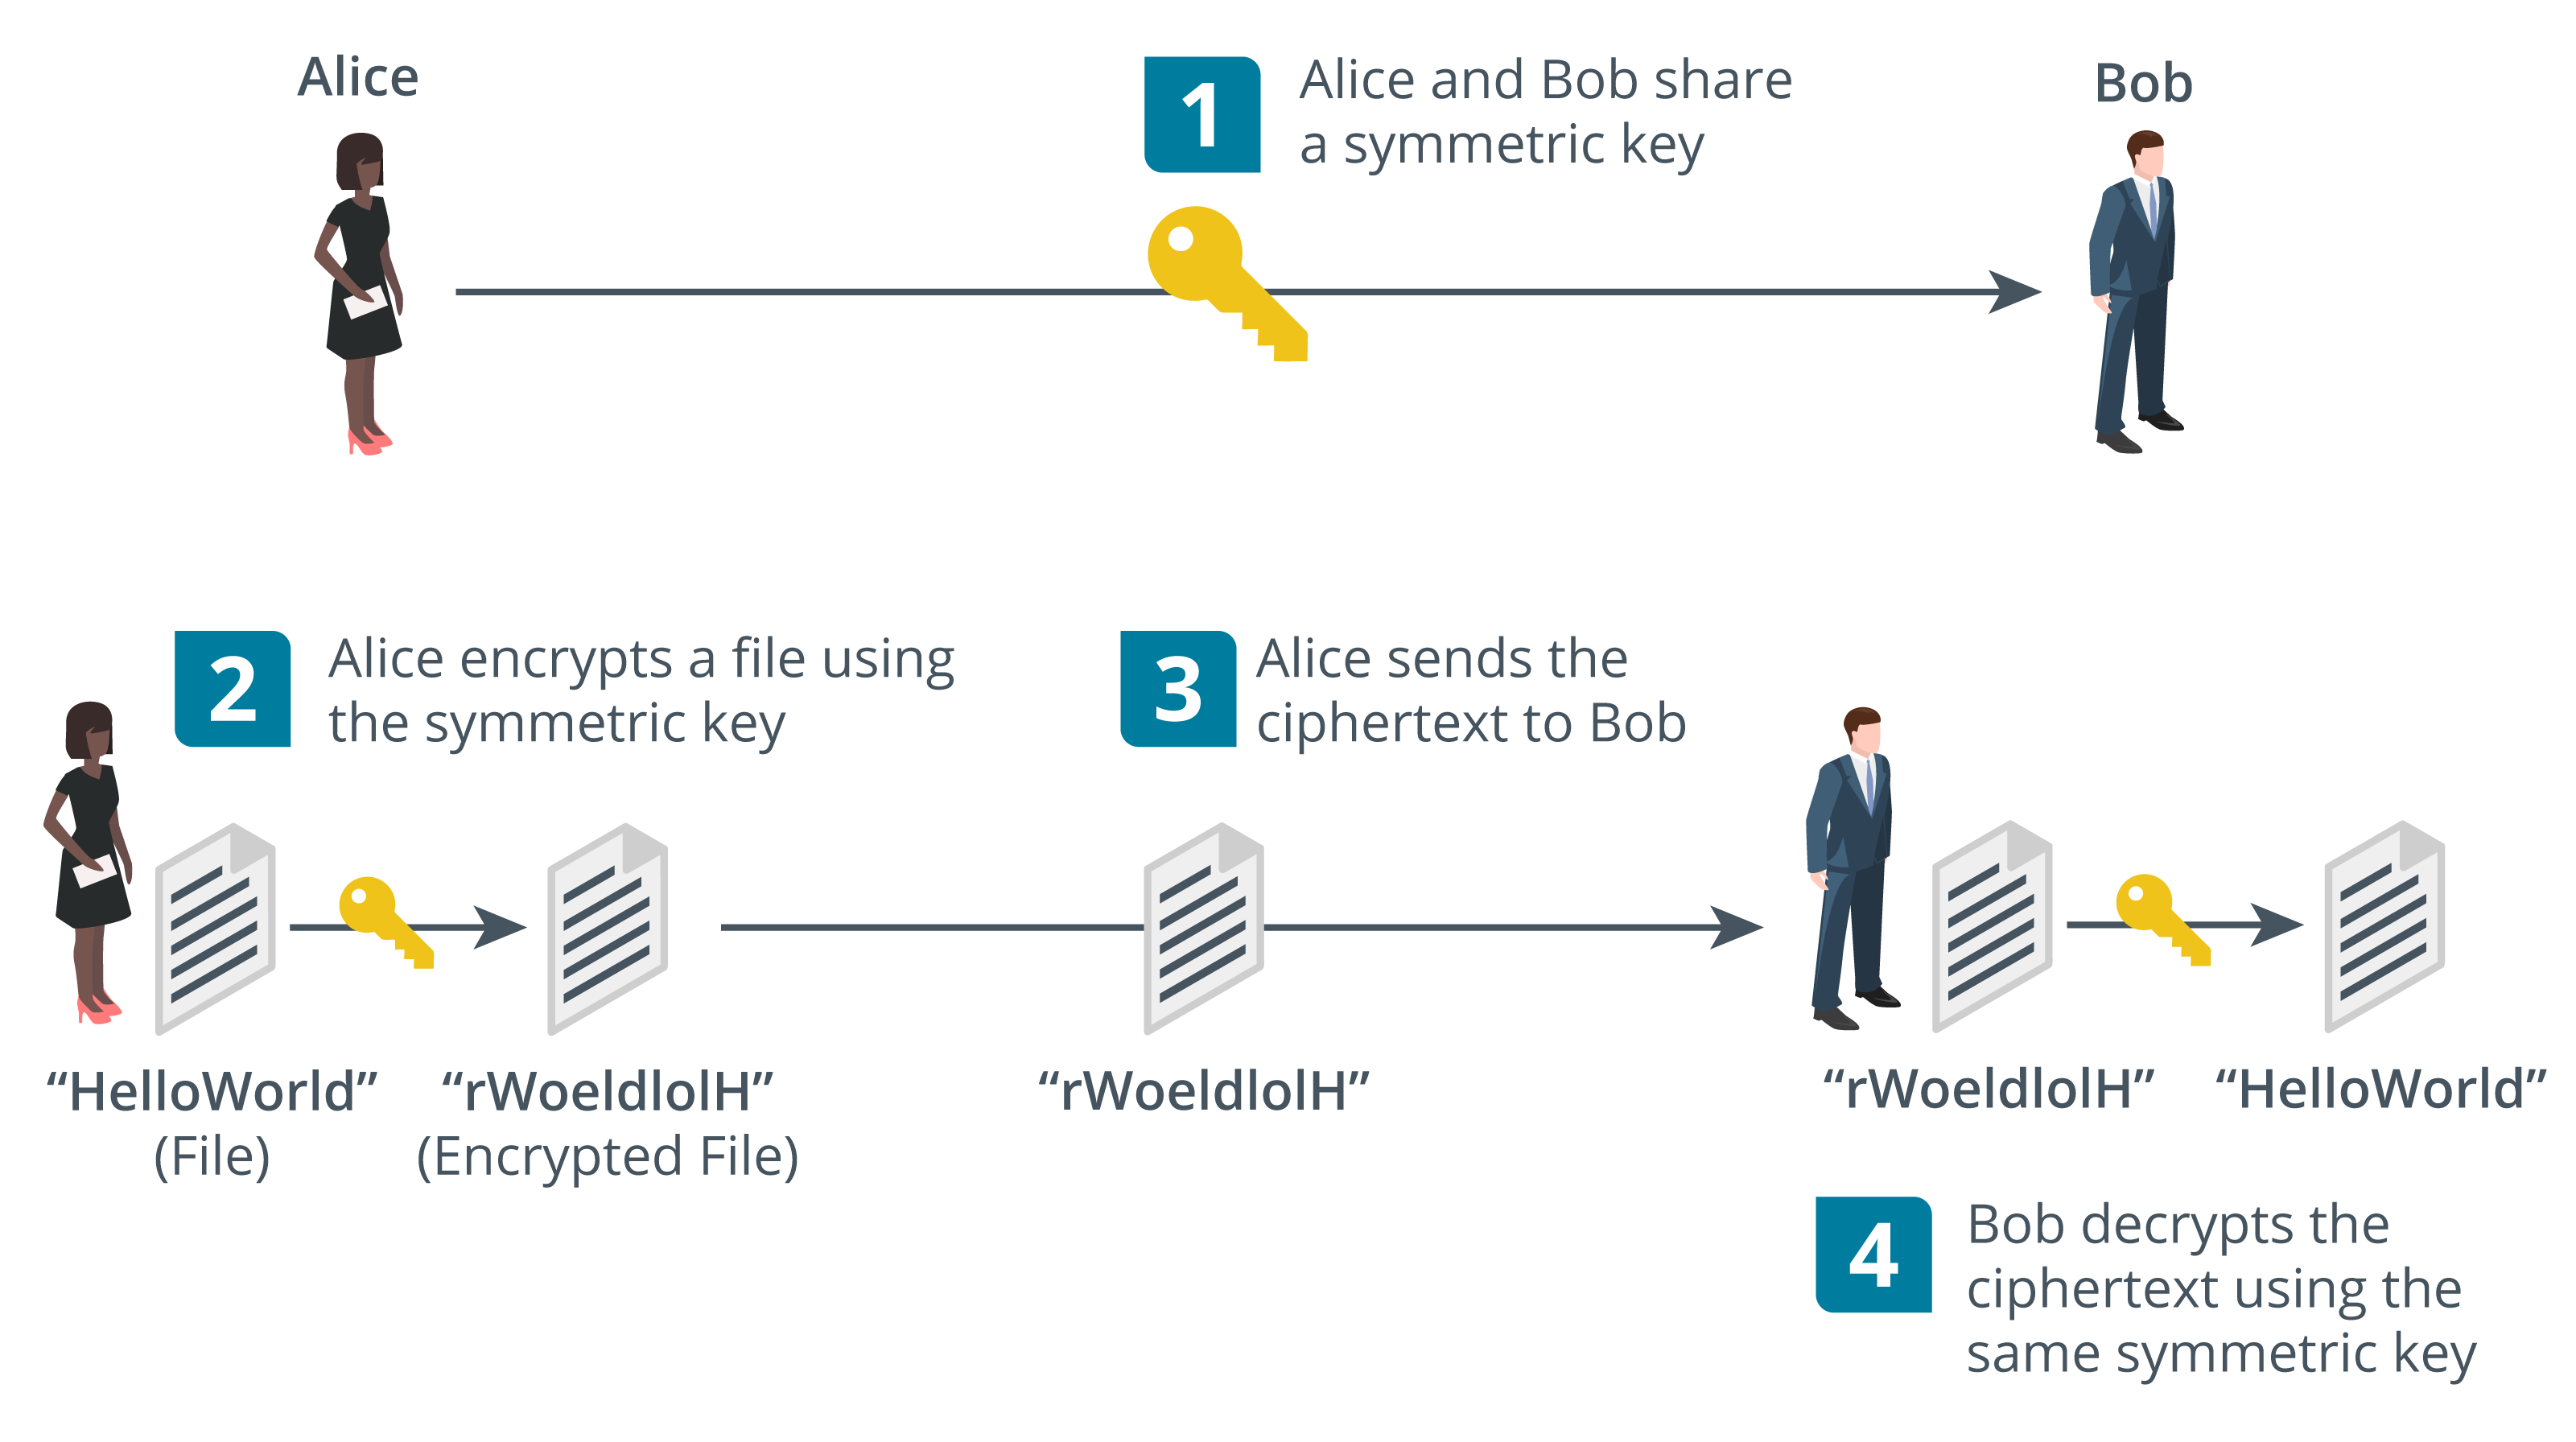 Alice
1
Alice and Bob share
a symmetric key
Bob
2
Alice encrypts a file using
the symmetric key
3
Alice sends the
ciphertext to Bob
“HelloWorld”
(File)
“rWoeldlolH”
(Encrypted File)
“rWoeldlolH”
“rWoeldlolH”
“HelloWorld”
4
Bob decrypts the
ciphertext using the
same symmetric key